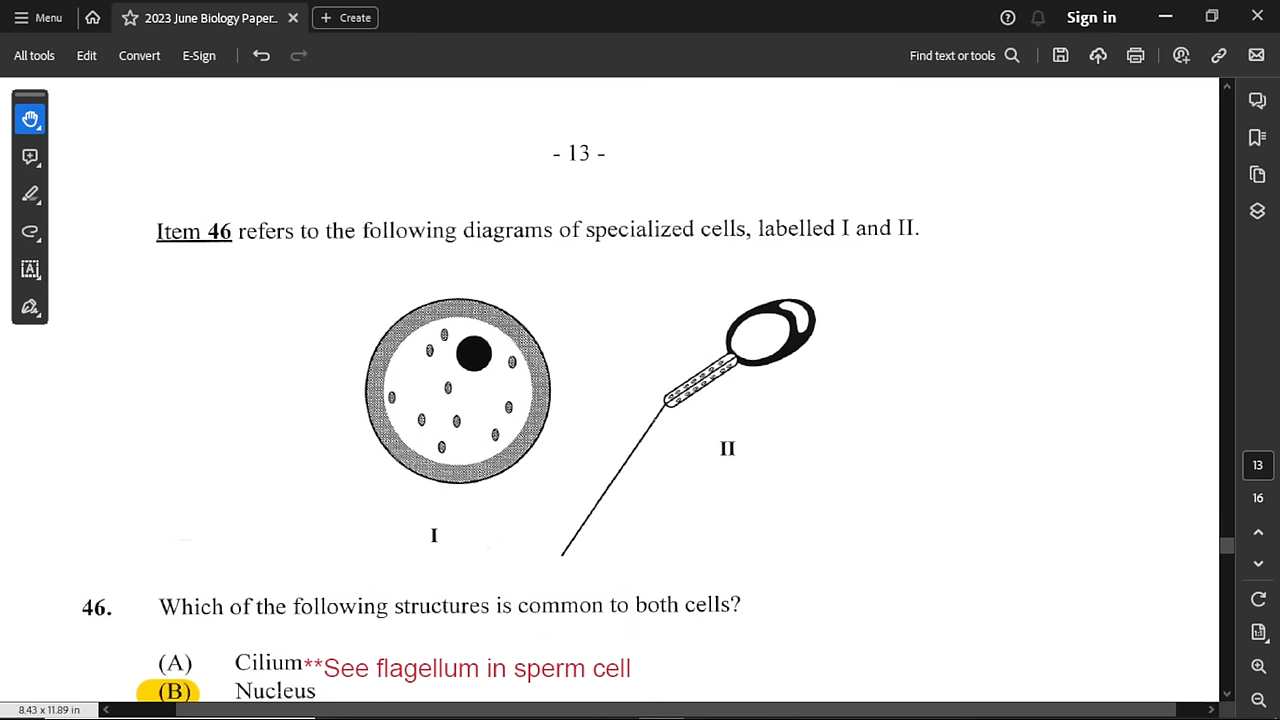 Menu
2023 June Biology Paper...
Create
Sign in
All tools
Edit
Convert
E-Sign
Find text or tools
- 13 -
Item 46 refers to the following diagrams of specialized cells, labelled I and II.
II
I
46. Which of the following structures is common to both cells?
(A) Cilium**See flagellum in sperm cell
(B) Nucleus
13
16
8.43 x 11.89 in